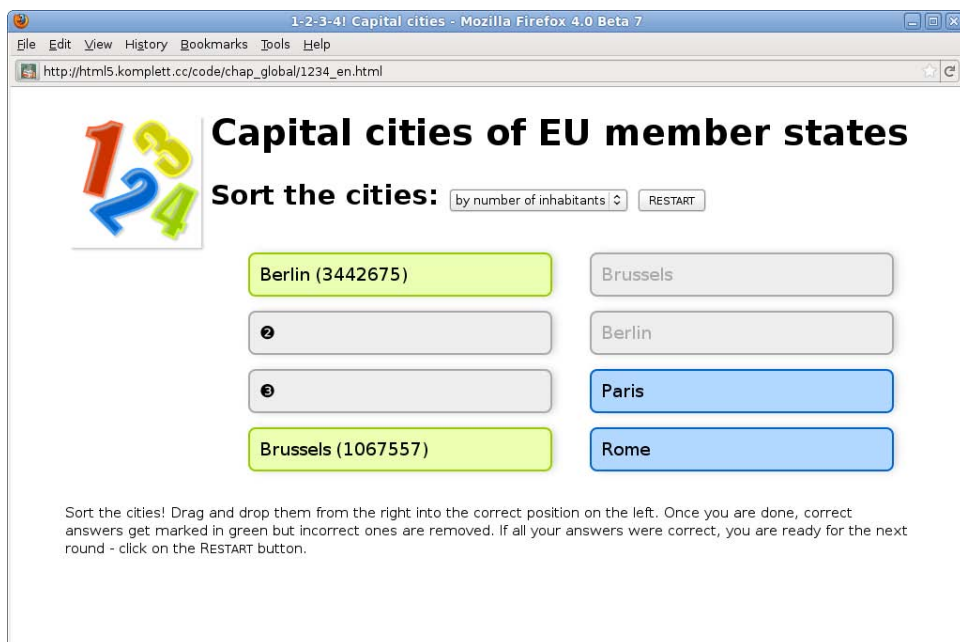 1-2-3-4! Capital cities - Mozilla Firefox 4.0 Beta 7
File Edit View History Bookmarks Tools Help
http://html5.komplett.cc/code/chap_global/1234_en.html
1 2 3 4
Capital cities of EU member states
Sort the cities: by number of inhabitants RESTART
Berlin (3442675) Brussels
❷ Berlin
❸ Paris
Brussels (1067557) Rome
Sort the cities! Drag and drop them from the right into the correct position on the left. Once you are done, correct
answers get marked in green but incorrect ones are removed. If all your answers were correct, you are ready for the next
round - click on the RESTART button.